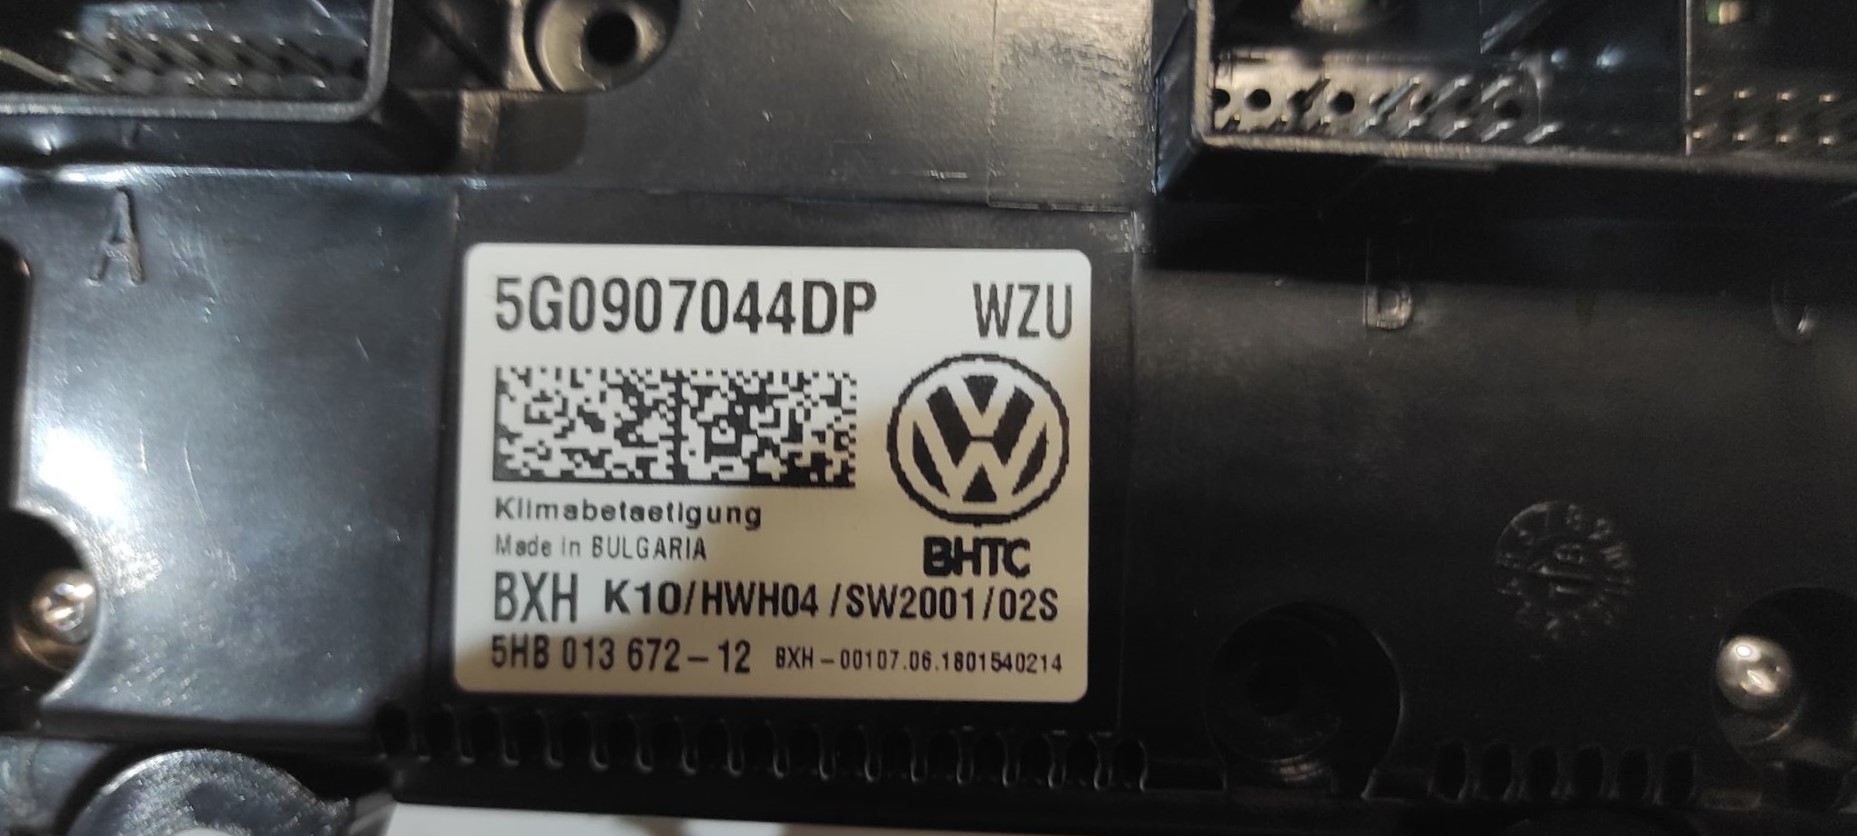 A
5G0907044DP WZU
Klimabetaetigung
Made in BULGARIA
BHTC
BXH K10/HWH04/SW2001/02S
5HB 013 672-12 BXH-00107.06.1801540214
D